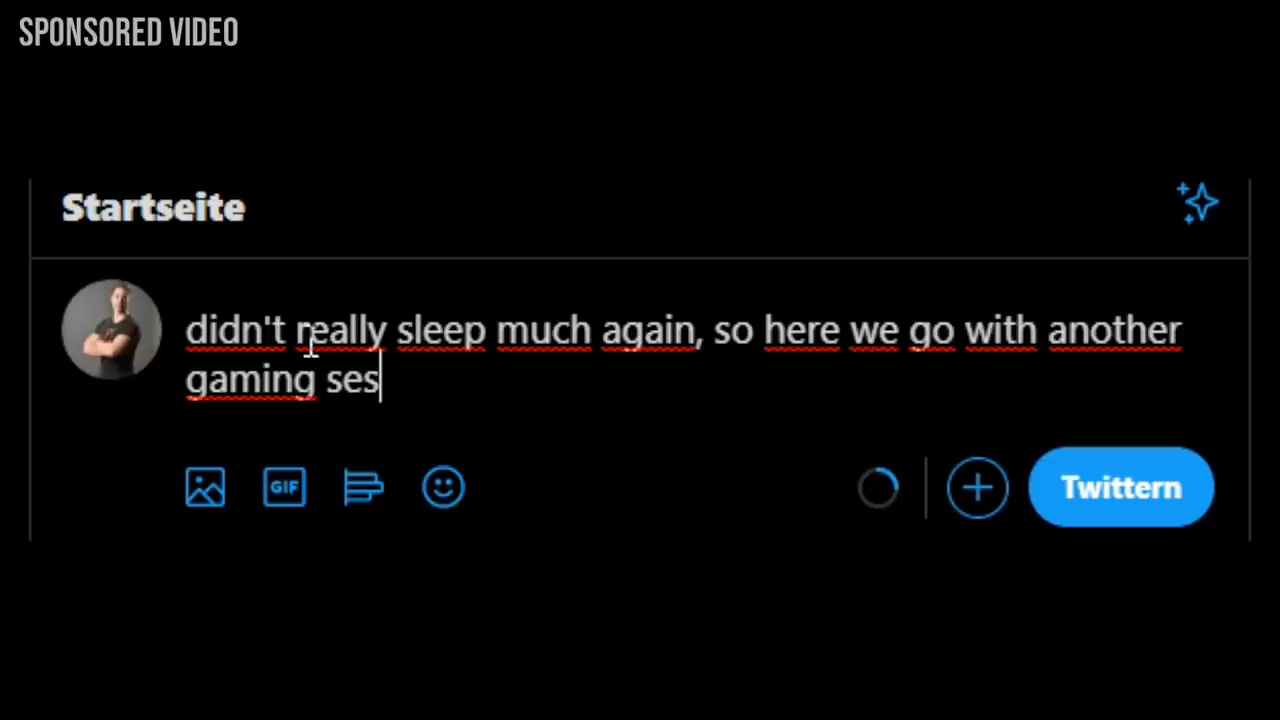 SPONSORED VIDEO
Startseite
didn't really sleep much again, so here we go with another
gaming ses
GIF
Twittern